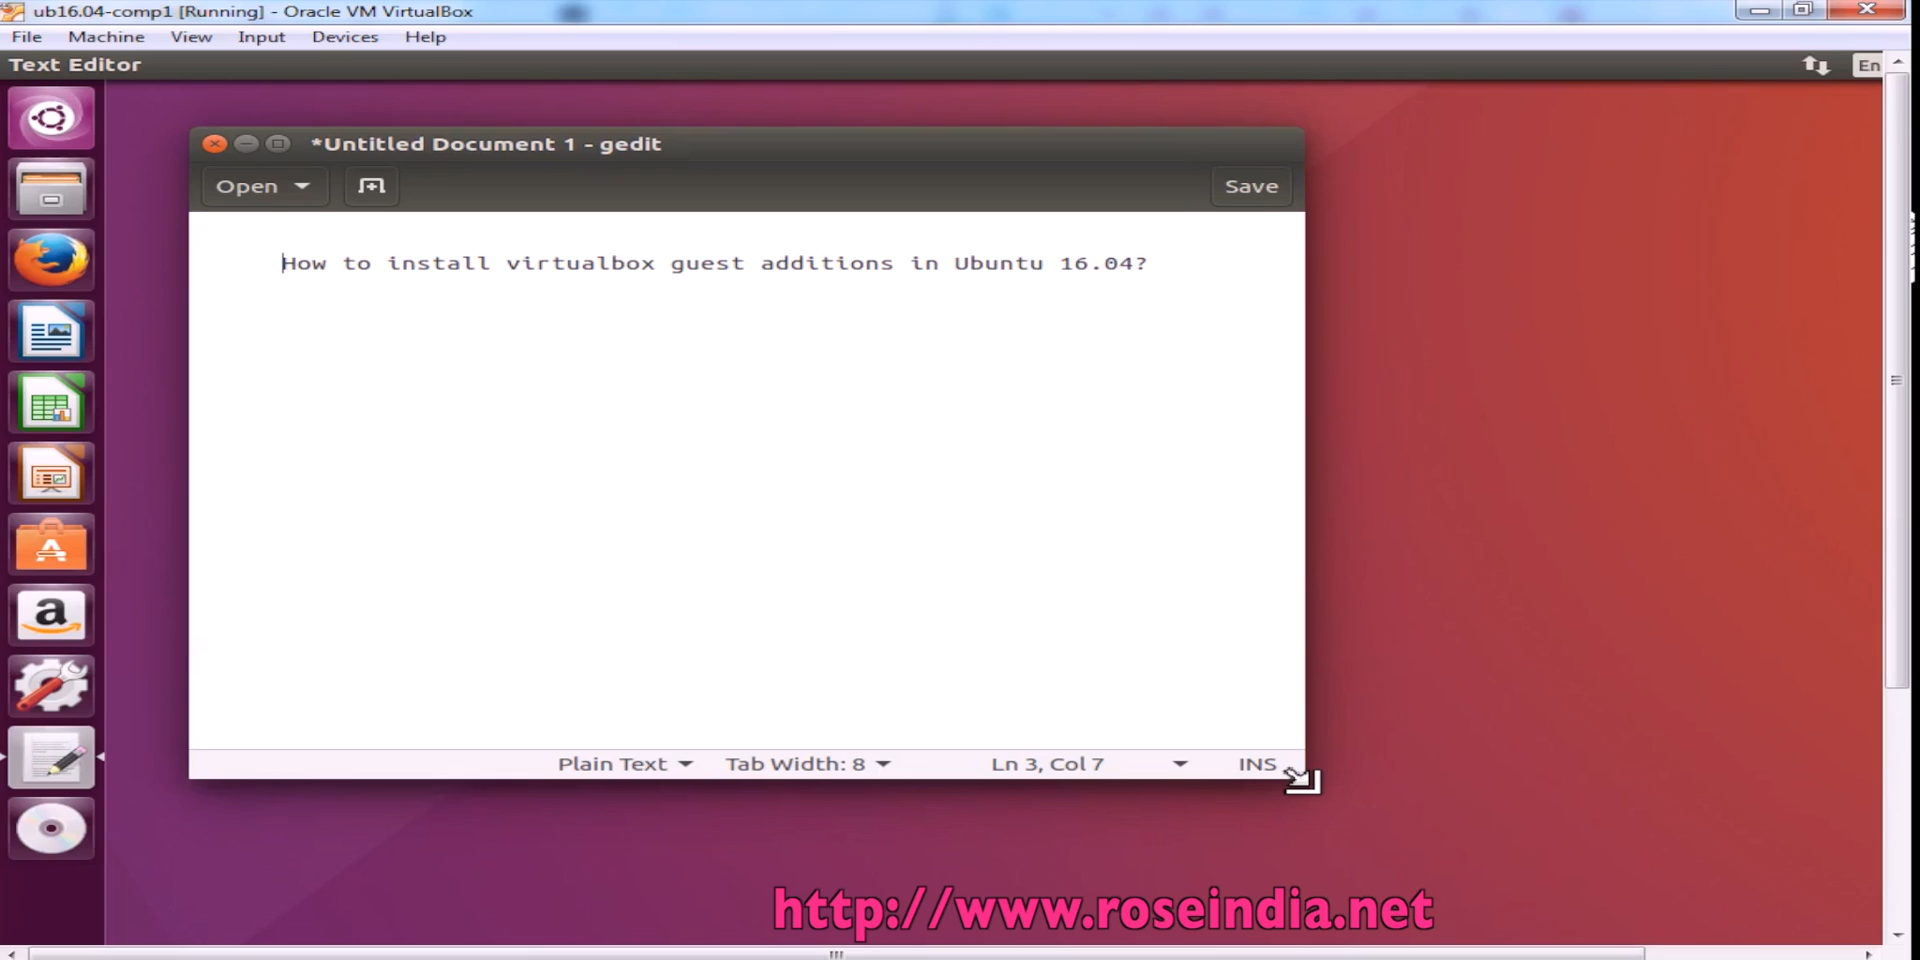 ub16.04-comp1 [Running] - Oracle VM VirtualBox
File Machine View Input Devices Help
Text Editor
En
*Untitled Document 1 - gedit
Open
Save
How to install virtualbox guest additions in Ubuntu 16.04?
Plain Text Tab Width: 8 Ln 3, Col 7 INS
http://www.roseindia.net